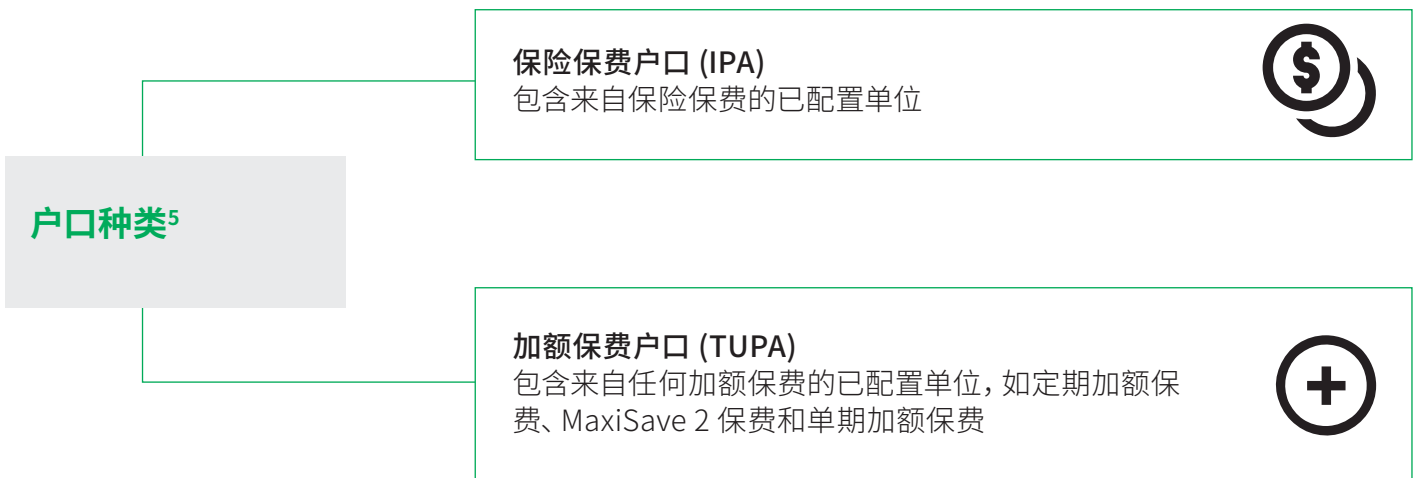 保险保费户口 (IPA)
包含来自保险保费的已配置单位
户口种类⁵
加额保费户口 (TUPA)
包含来自任何加额保费的已配置单位，如定期加额保
费、MaxiSave 2 保费和单期加额保费